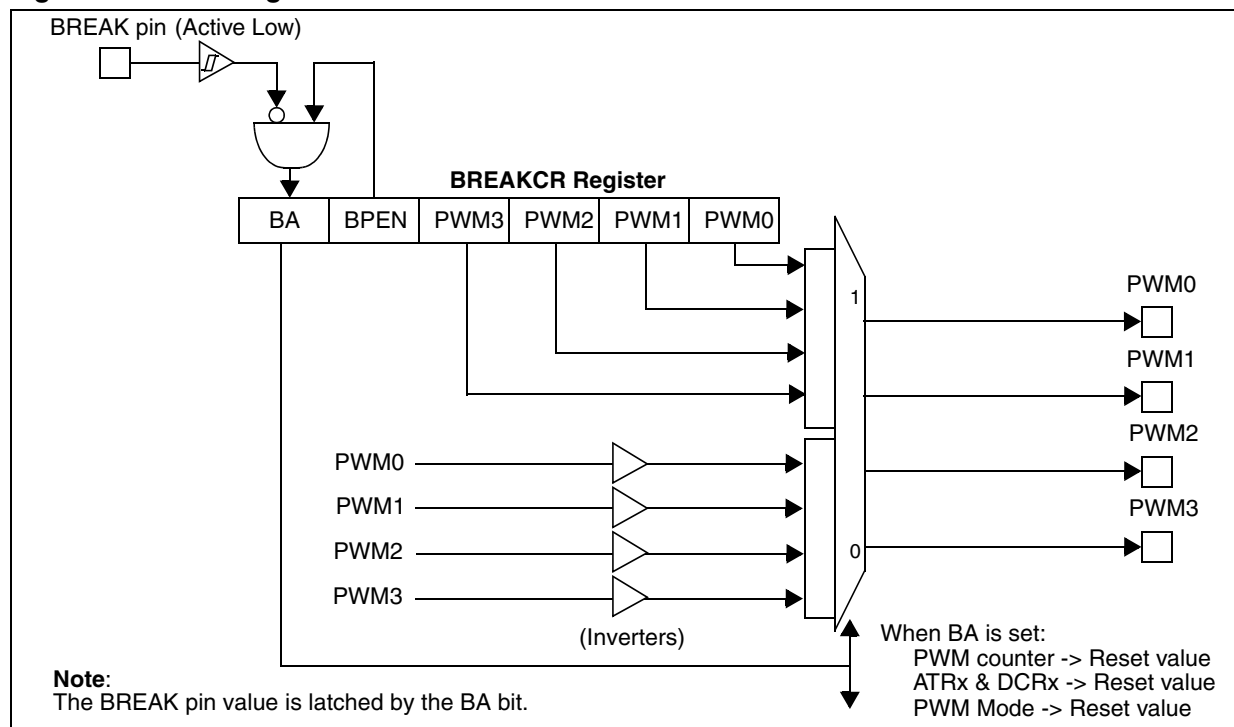 BREAK pin (Active Low)
BREAKCR Register
BA BPEN PWM3 PWM2 PWM1 PWM0
1
PWM0
PWM1
PWM2
PWM3
PWM0
PWM1
PWM2
PWM3
0
(Inverters)
When BA is set:
PWM counter -> Reset value
ATRx & DCRx -> Reset value
PWM Mode -> Reset value
Note:
The BREAK pin value is latched by the BA bit.